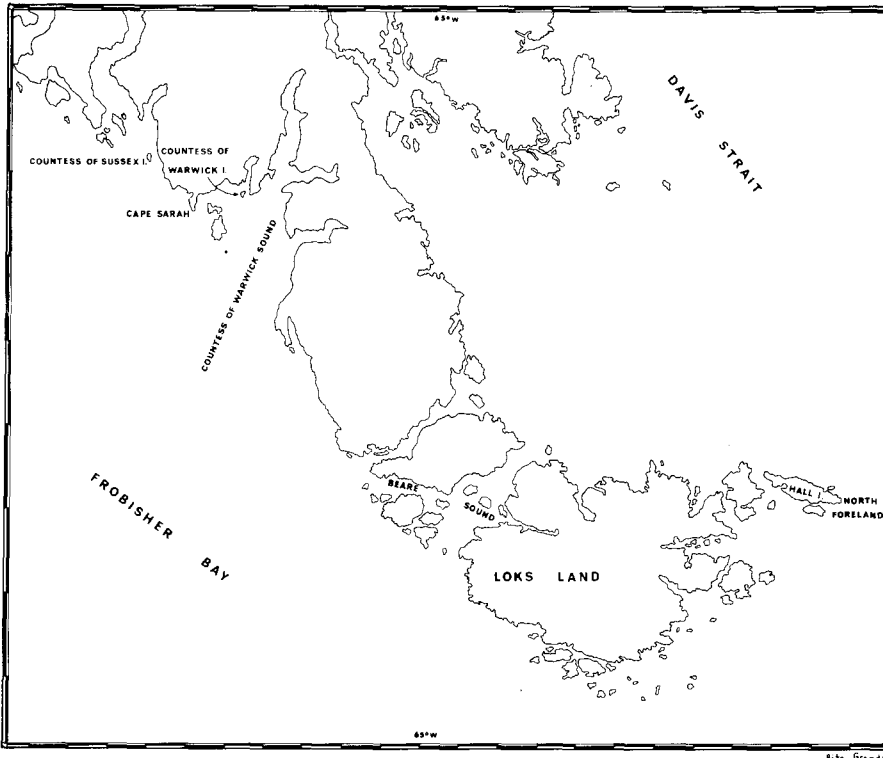 65°W
DAVIS STRAIT
COUNTESS OF SUSSEX I.
COUNTESS OF
WARWICK I.
CAPE SARAH
COUNTESS OF WARWICK SOUND
FROBISHER BAY
BEARE
SOUND
HALL I.
NORTH
FORELAND
LOKS LAND
65°W